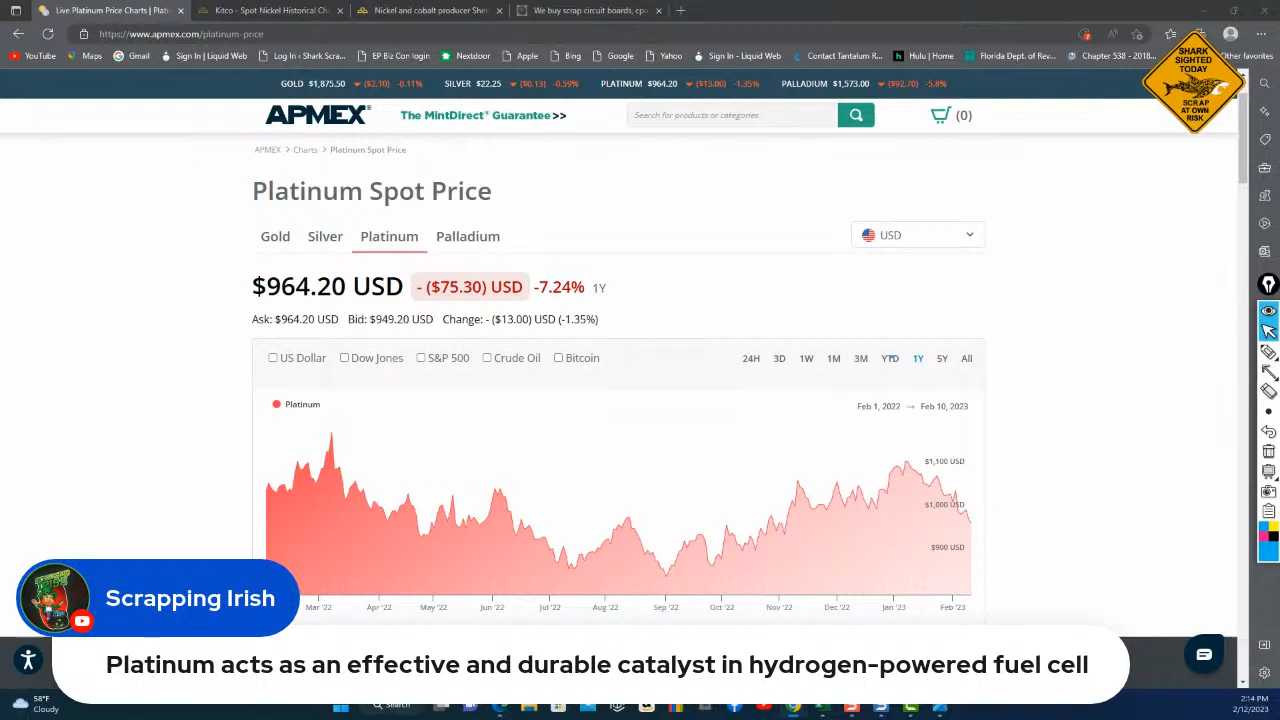 Live Platinum Spot Price | Platin
Kitco - Spot Nickel Historical Ch
Nickel and cobalt producer Sher
We buy scrap circuit boards, cpu
https://www.apmex.com/platinum-price
YouTube Maps Gmail Sign In | Liquid Web Log In ‹ Shark Scra... EP Biz Con login Nextdoor Apple Bing Google Yahoo Sign In – Liquid Web Contact Tantalum R... Hulu | Home Florida Dept. of Rev... Chapter 538 - 2018... Other favorites
SHARK
SIGHTED
TODAY
SCRAP
AT OWN
RISK
GOLD $1,875.50 ($2.10) -0.11% SILVER $22.25 ($0.13) -0.59% PLATINUM $964.20 ($13.00) -1.35% PALLADIUM $1,573.00 ($92.70) -5.8%
APMEX® The MintDirect® Guarantee >> Search for products or categories (0)
APMEX > Charts > Platinum Spot Price
Platinum Spot Price
Gold Silver Platinum Palladium USD
$964.20 USD - ($75.30) USD -7.24% 1Y
Ask: $964.20 USD Bid: $949.20 USD Change: - ($13.00) USD (-1.35%)
US Dollar Dow Jones S&P 500 Crude Oil Bitcoin 24H 3D 1W 1M 3M YTD 1Y 5Y All
Platinum Feb 1, 2022 → Feb 10, 2023
$1,100 USD
$1,000 USD
$900 USD
Mar '22 Apr '22 May '22 Jun '22 Jul '22 Aug '22 Sep '22 Oct '22 Nov '22 Dec '22 Jan '23 Feb '23
Scrapping Irish
Platinum acts as an effective and durable catalyst in hydrogen-powered fuel cell
58°F
Cloudy
Search
2:14 PM
2/12/2023